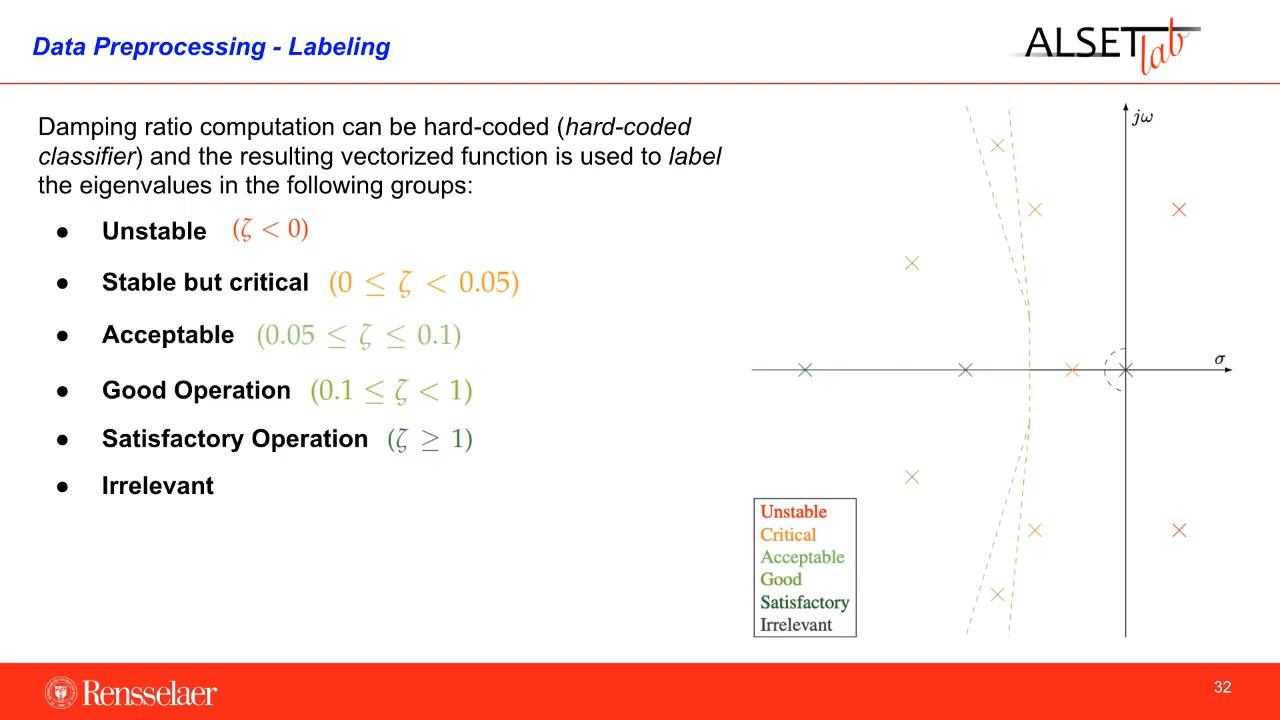 Data Preprocessing - Labeling
ALSET lab
Damping ratio computation can be hard-coded (hard-coded
classifier) and the resulting vectorized function is used to label
the eigenvalues in the following groups:
● Unstable (ζ < 0)
● Stable but critical (0 ≤ ζ < 0.05)
● Acceptable (0.05 ≤ ζ ≤ 0.1)
● Good Operation (0.1 ≤ ζ < 1)
● Satisfactory Operation (ζ ≥ 1)
● Irrelevant
jω
σ
Unstable
Critical
Acceptable
Good
Satisfactory
Irrelevant
Rensselaer
32